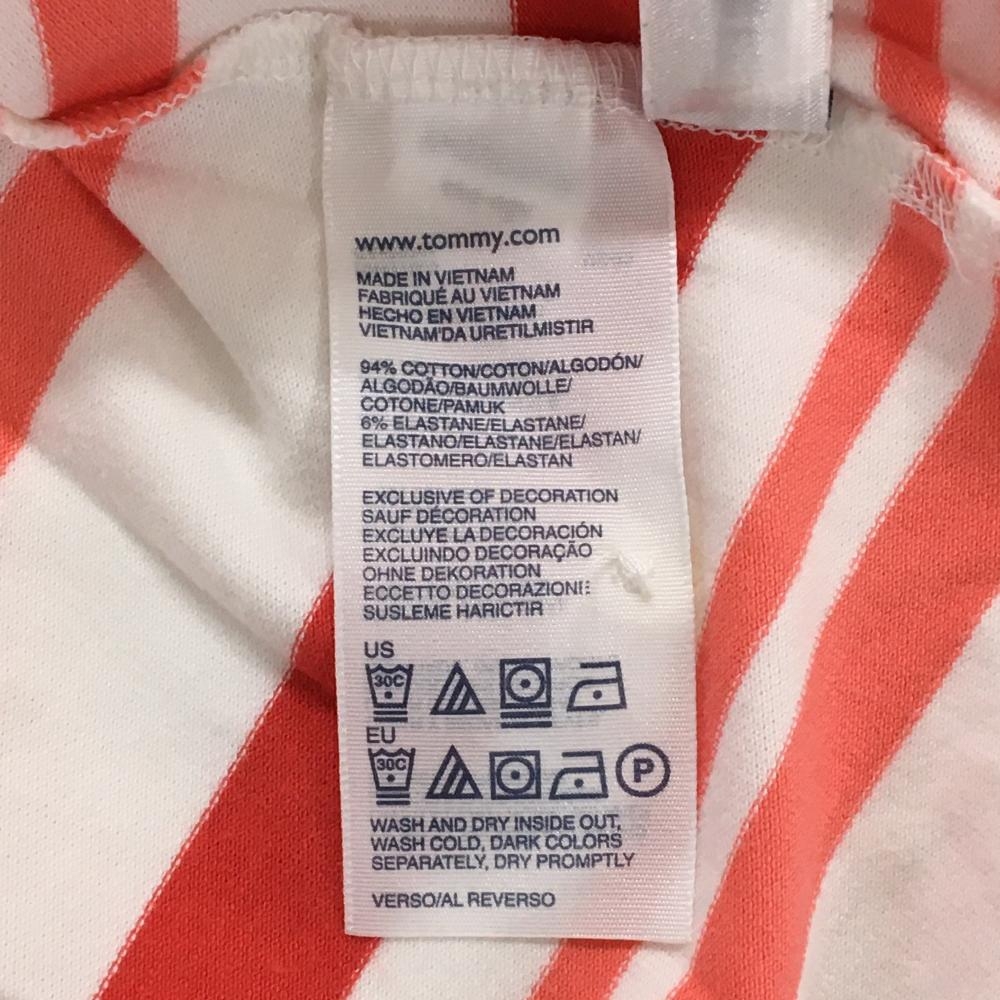 www.tommy.com
MADE IN VIETNAM
FABRIQUÉ AU VIETNAM
HECHO EN VIETNAM
VIETNAM'DA URETILMISTIR
94% COTTON/COTON/ALGODÓN/
ALGODÃO/BAUMWOLLE/
COTONE/PAMUK
6% ELASTANE/ELASTANE/
ELASTANO/ELASTANE/ELASTAN/
ELASTOMERO/ELASTAN
EXCLUSIVE OF DECORATION
SAUF DÉCORATION
EXCLUYE LA DECORACIÓN
EXCLUINDO DECORAÇÃO
OHNE DEKORATION
ECCETTO DECORAZIONE
SUSLEME HARICTIR
US
30C
EU
30C P
WASH AND DRY INSIDE OUT,
WASH COLD, DARK COLORS
SEPARATELY, DRY PROMPTLY
VERSO/AL REVERSO